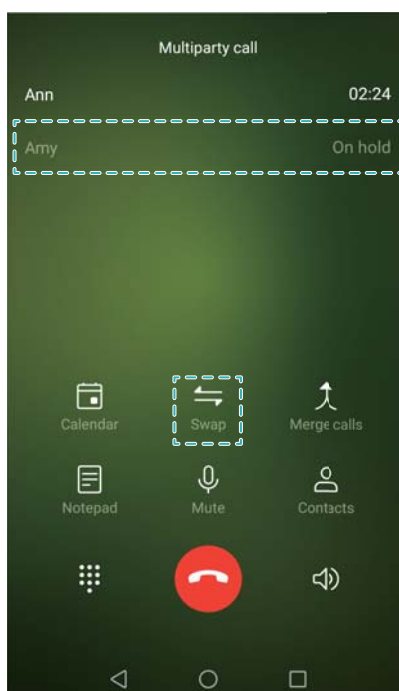 Multiparty call
Ann 02:24
Amy On hold
Calendar Swap Merge calls
Notepad Mute Contacts